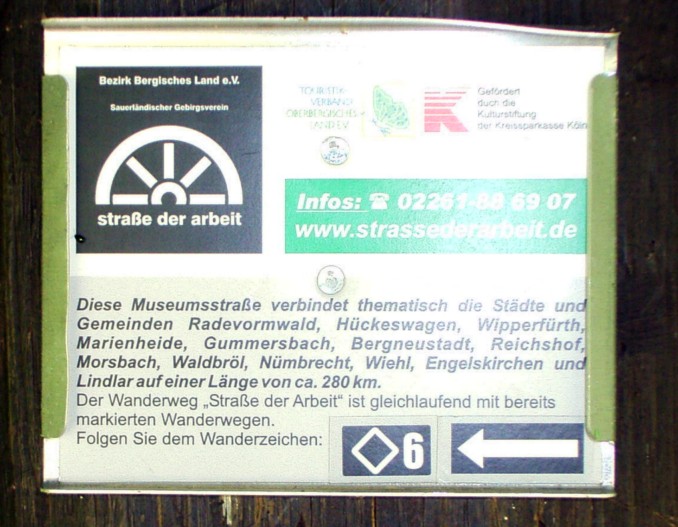 Bezirk Bergisches Land e.V.
Sauerländischer Gebirgsverein
straße der arbeit
TOURISTIK-
VERBAND
OBERBERGISCHES
LAND E.V.
Gefördert
duch die
Kulturstiftung
der Kreissparkasse Köln
Infos: ☎ 02261-88 69 07
www.strassederarbeit.de
Diese Museumsstraße verbindet thematisch die Städte und
Gemeinden Radevormwald, Hückeswagen, Wipperfürth,
Marienheide, Gummersbach, Bergneustadt, Reichshof,
Morsbach, Waldbröl, Nümbrecht, Wiehl, Engelskirchen und
Lindlar auf einer Länge von ca. 280 km.
Der Wanderweg „Straße der Arbeit" ist gleichlaufend mit bereits
markierten Wanderwegen.
Folgen Sie dem Wanderzeichen:
◇6